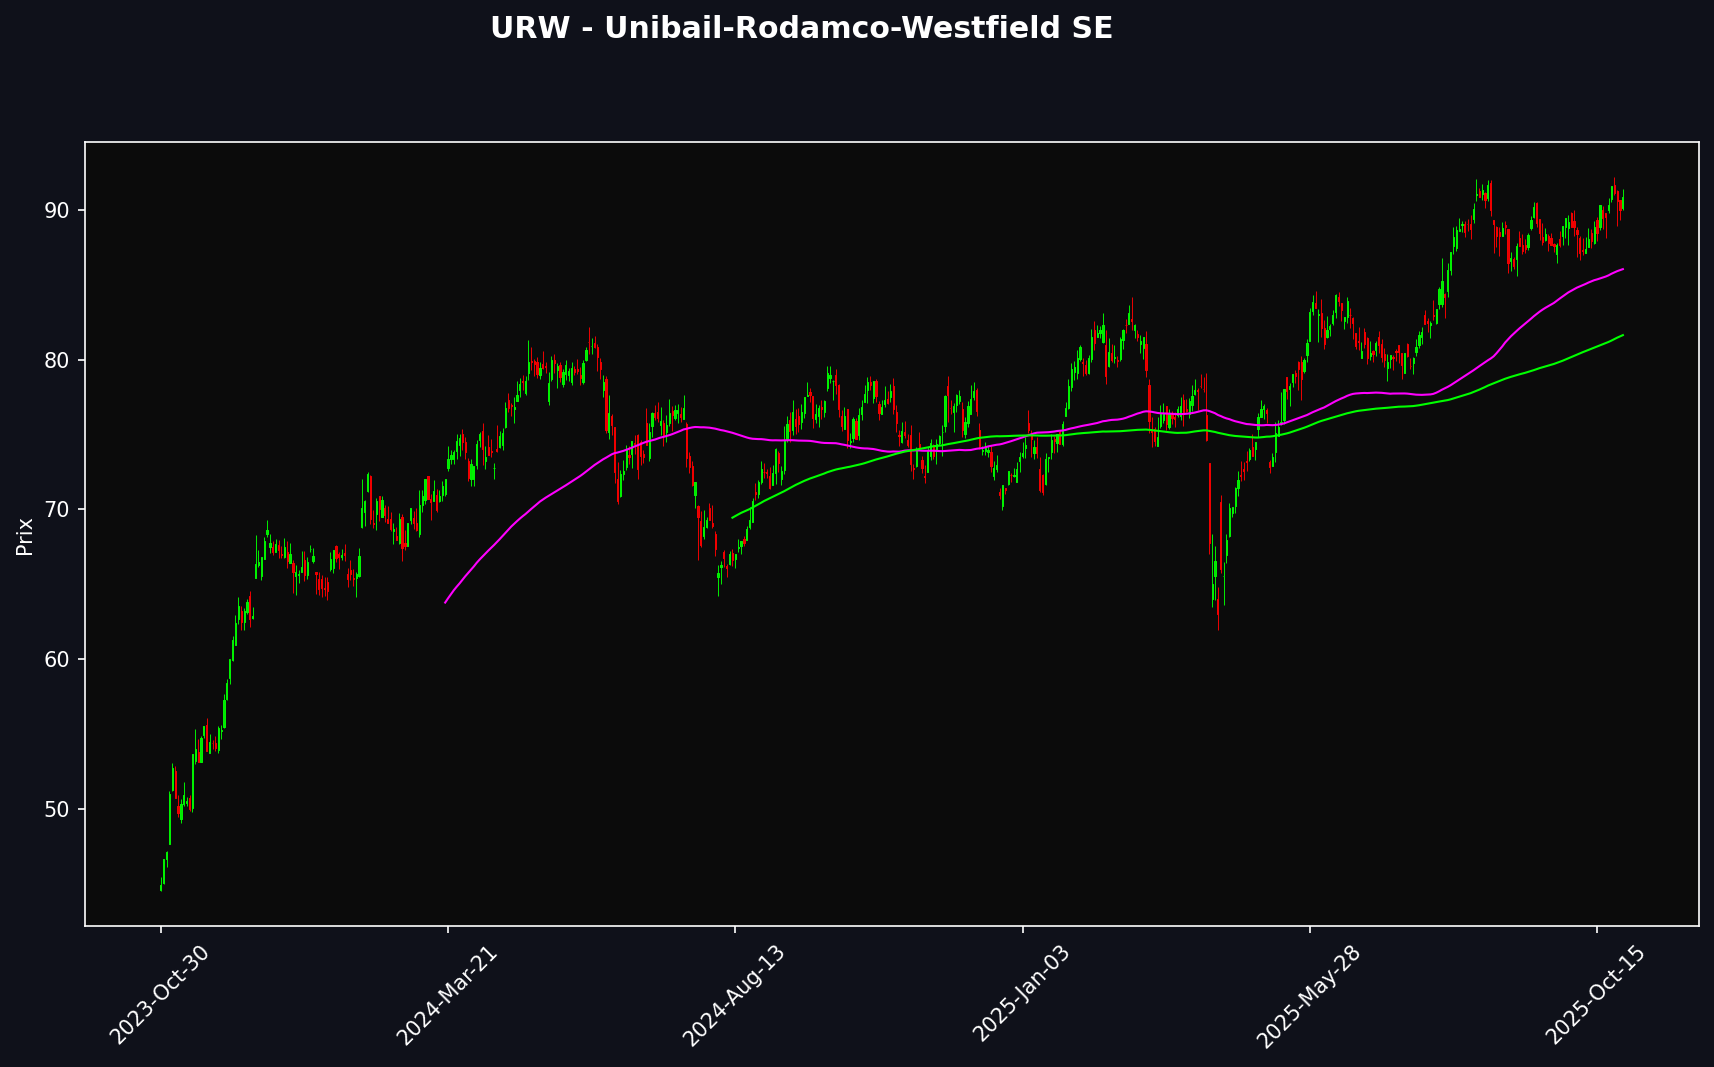 URW - Unibail-Rodamco-Westfield SE
90
80
70
60
50
Prix
2023-Oct-30
2024-Mar-21
2024-Aug-13
2025-Jan-03
2025-May-28
2025-Oct-15